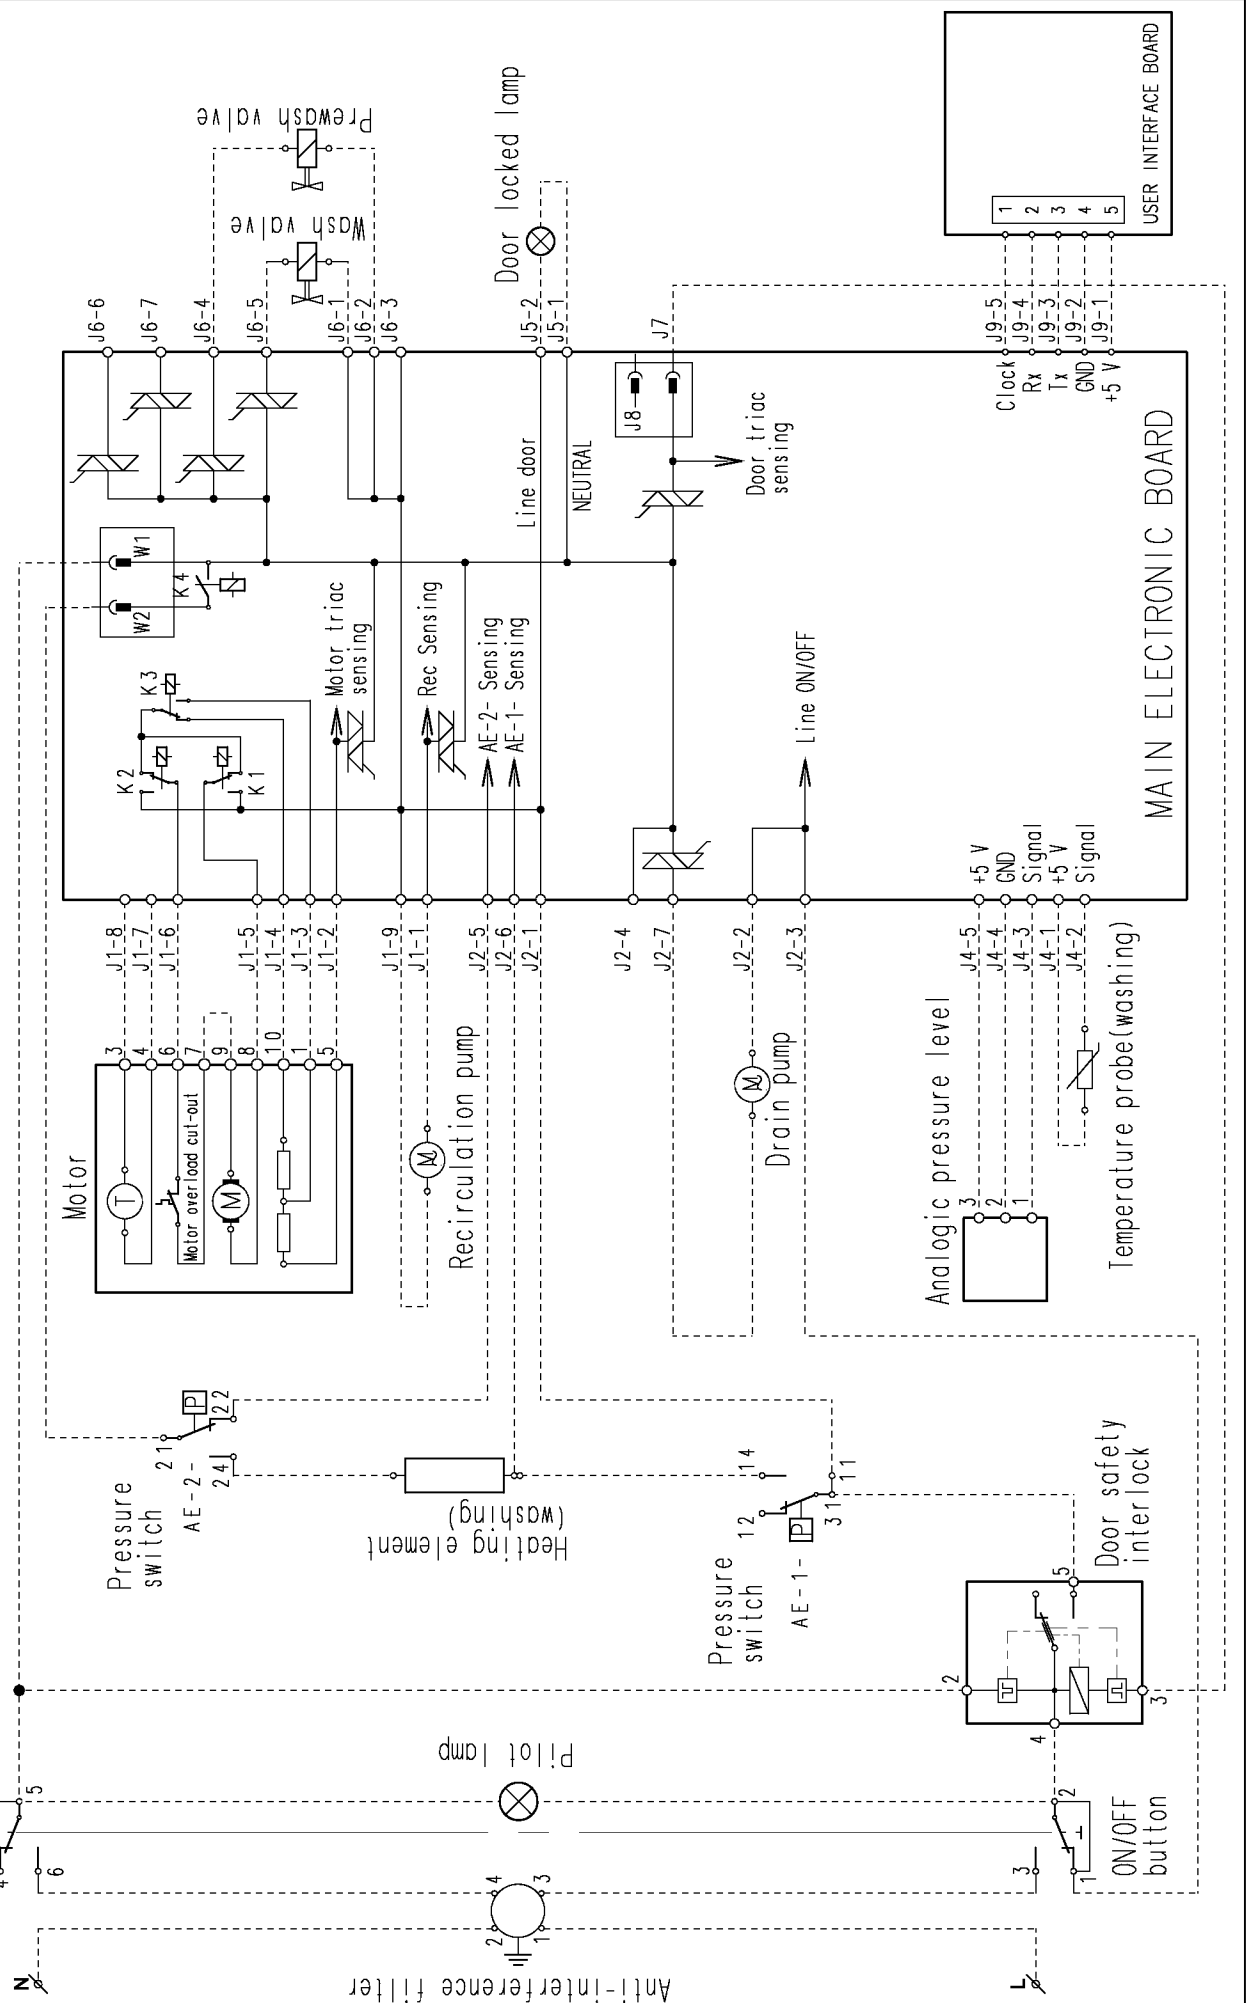 USER INTERFACE BOARD
1
2
3
4
5
Prewash valve
Wash valve
Door locked lamp
J6-6
J6-7
J6-4
J6-5
J6-1
J6-2
J6-3
J5-2
J5-1
J7
J9-5
J9-4
J9-3
J9-2
J9-1
Clock
Rx
Tx
GND
+5 V
J8
Line door
NEUTRAL
Door triac
sensing
W1
W2
K4
K3
K2
K1
Motor triac
sensing
Rec Sensing
AE-2- Sensing
AE-1- Sensing
Line ON/OFF
MAIN ELECTRONIC BOARD
+5 V
GND
Signal
+5 V
Signal
J1-8
J1-7
J1-6
J1-5
J1-4
J1-3
J1-2
J1-9
J1-1
J2-5
J2-6
J2-1
J2-4
J2-7
J2-2
J2-3
J4-5
J4-4
J4-3
J4-1
J4-2
3
4
6
7
9
8
10
1
5
Motor
T
Motor overload cut-out
M
M
Recirculation pump
M
Drain pump
Analogic pressure level
3
2
1
Temperature probe(washing)
Pressure
switch
AE-2-
21
22
24
P
Heating element
(washing)
Pressure
switch
AE-1-
14
12
11
31
P
Door safety
interlock
5
2
3
4
Pilot lamp
5
4
6
ON/OFF
button
2
3
1
4
3
2
1
Anti-interference filter
N
L